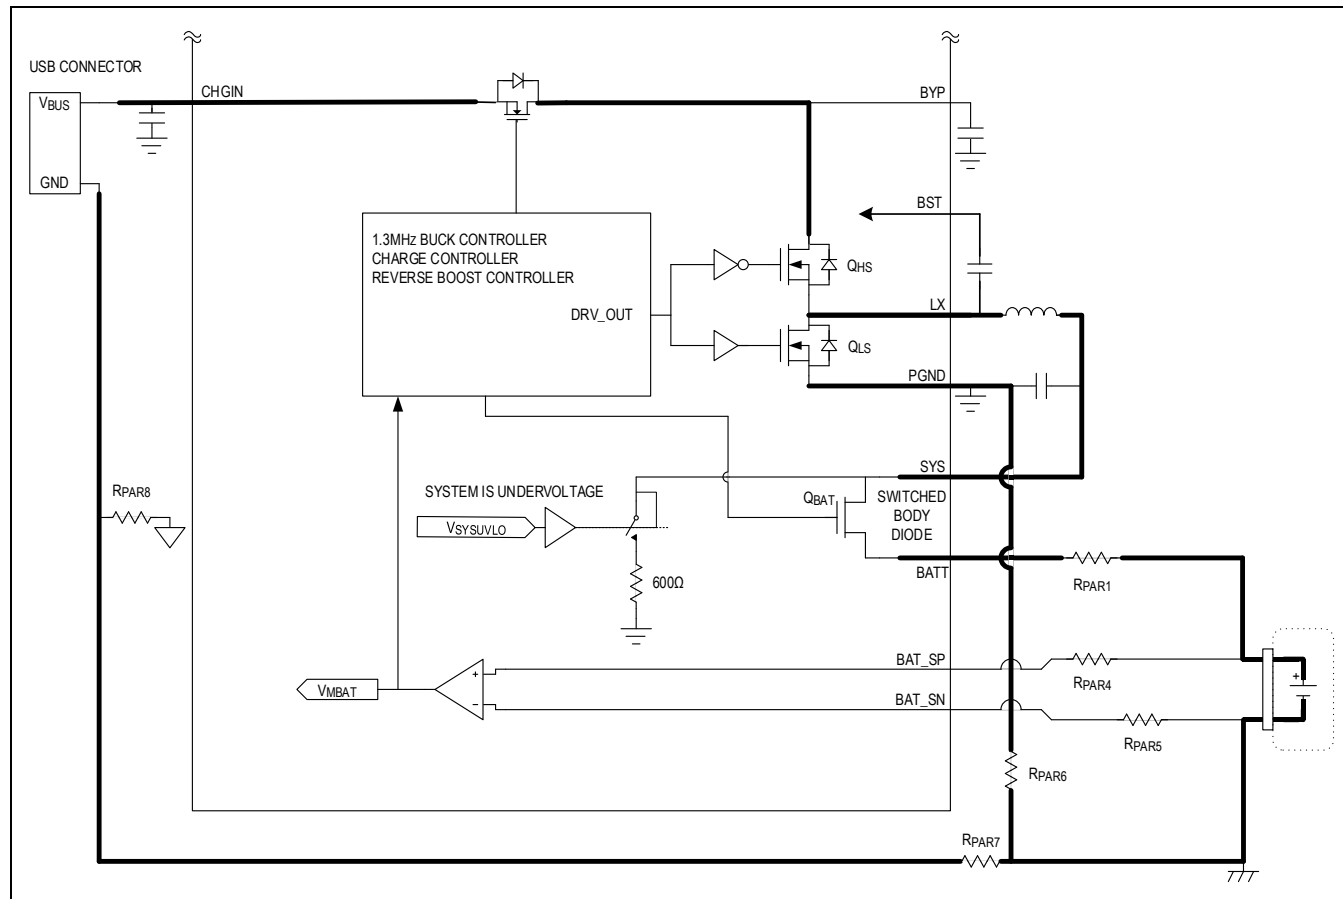 USB CONNECTOR
VBUS
GND
CHGIN
BYP
BST
1.3MHz BUCK CONTROLLER
CHARGE CONTROLLER
REVERSE BOOST CONTROLLER
DRV_OUT
QHS
LX
QLS
PGND
SYS
RPAR8
SYSTEM IS UNDERVOLTAGE
VSYSUVLO
QBAT
SWITCHED
BODY
DIODE
BATT
RPAR1
600Ω
BAT_SP
RPAR4
VMBAT
+
−
BAT_SN
RPAR5
+
RPAR6
RPAR7